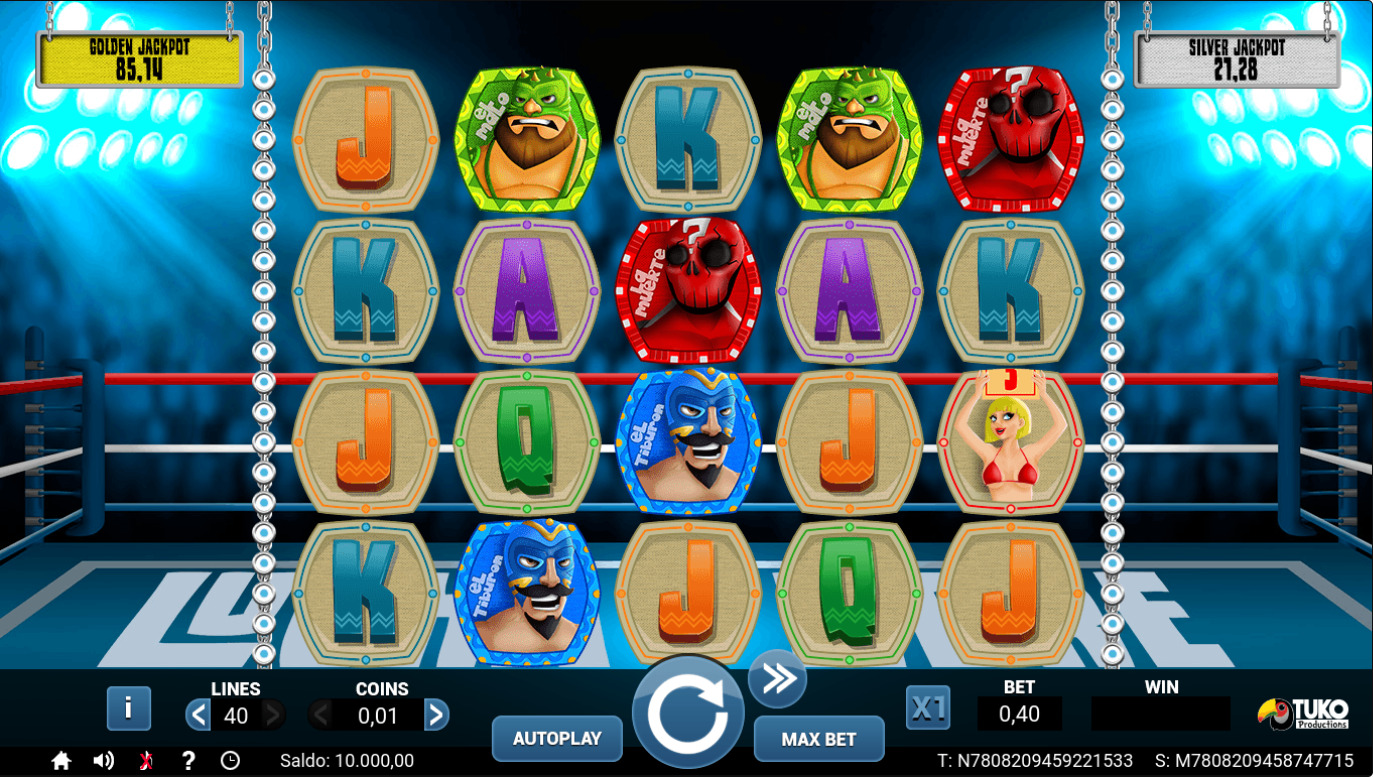 GOLDEN JACKPOT
85,14
SILVER JACKPOT
21,28
J
EL MALO
K
EL MALO
LA MUERTE
?
K
A
LA MUERTE
?
A
K
J
Q
EL TIBURON
J
J
K
EL TIBURON
J
Q
J
LUCHA
RE
i
LINES
40
COINS
0,01
AUTOPLAY
MAX BET
X1
BET
0,40
WIN
TUKO
Productions
?
Saldo: 10.000,00
T: N7808209459221533 S: M7808209458747715